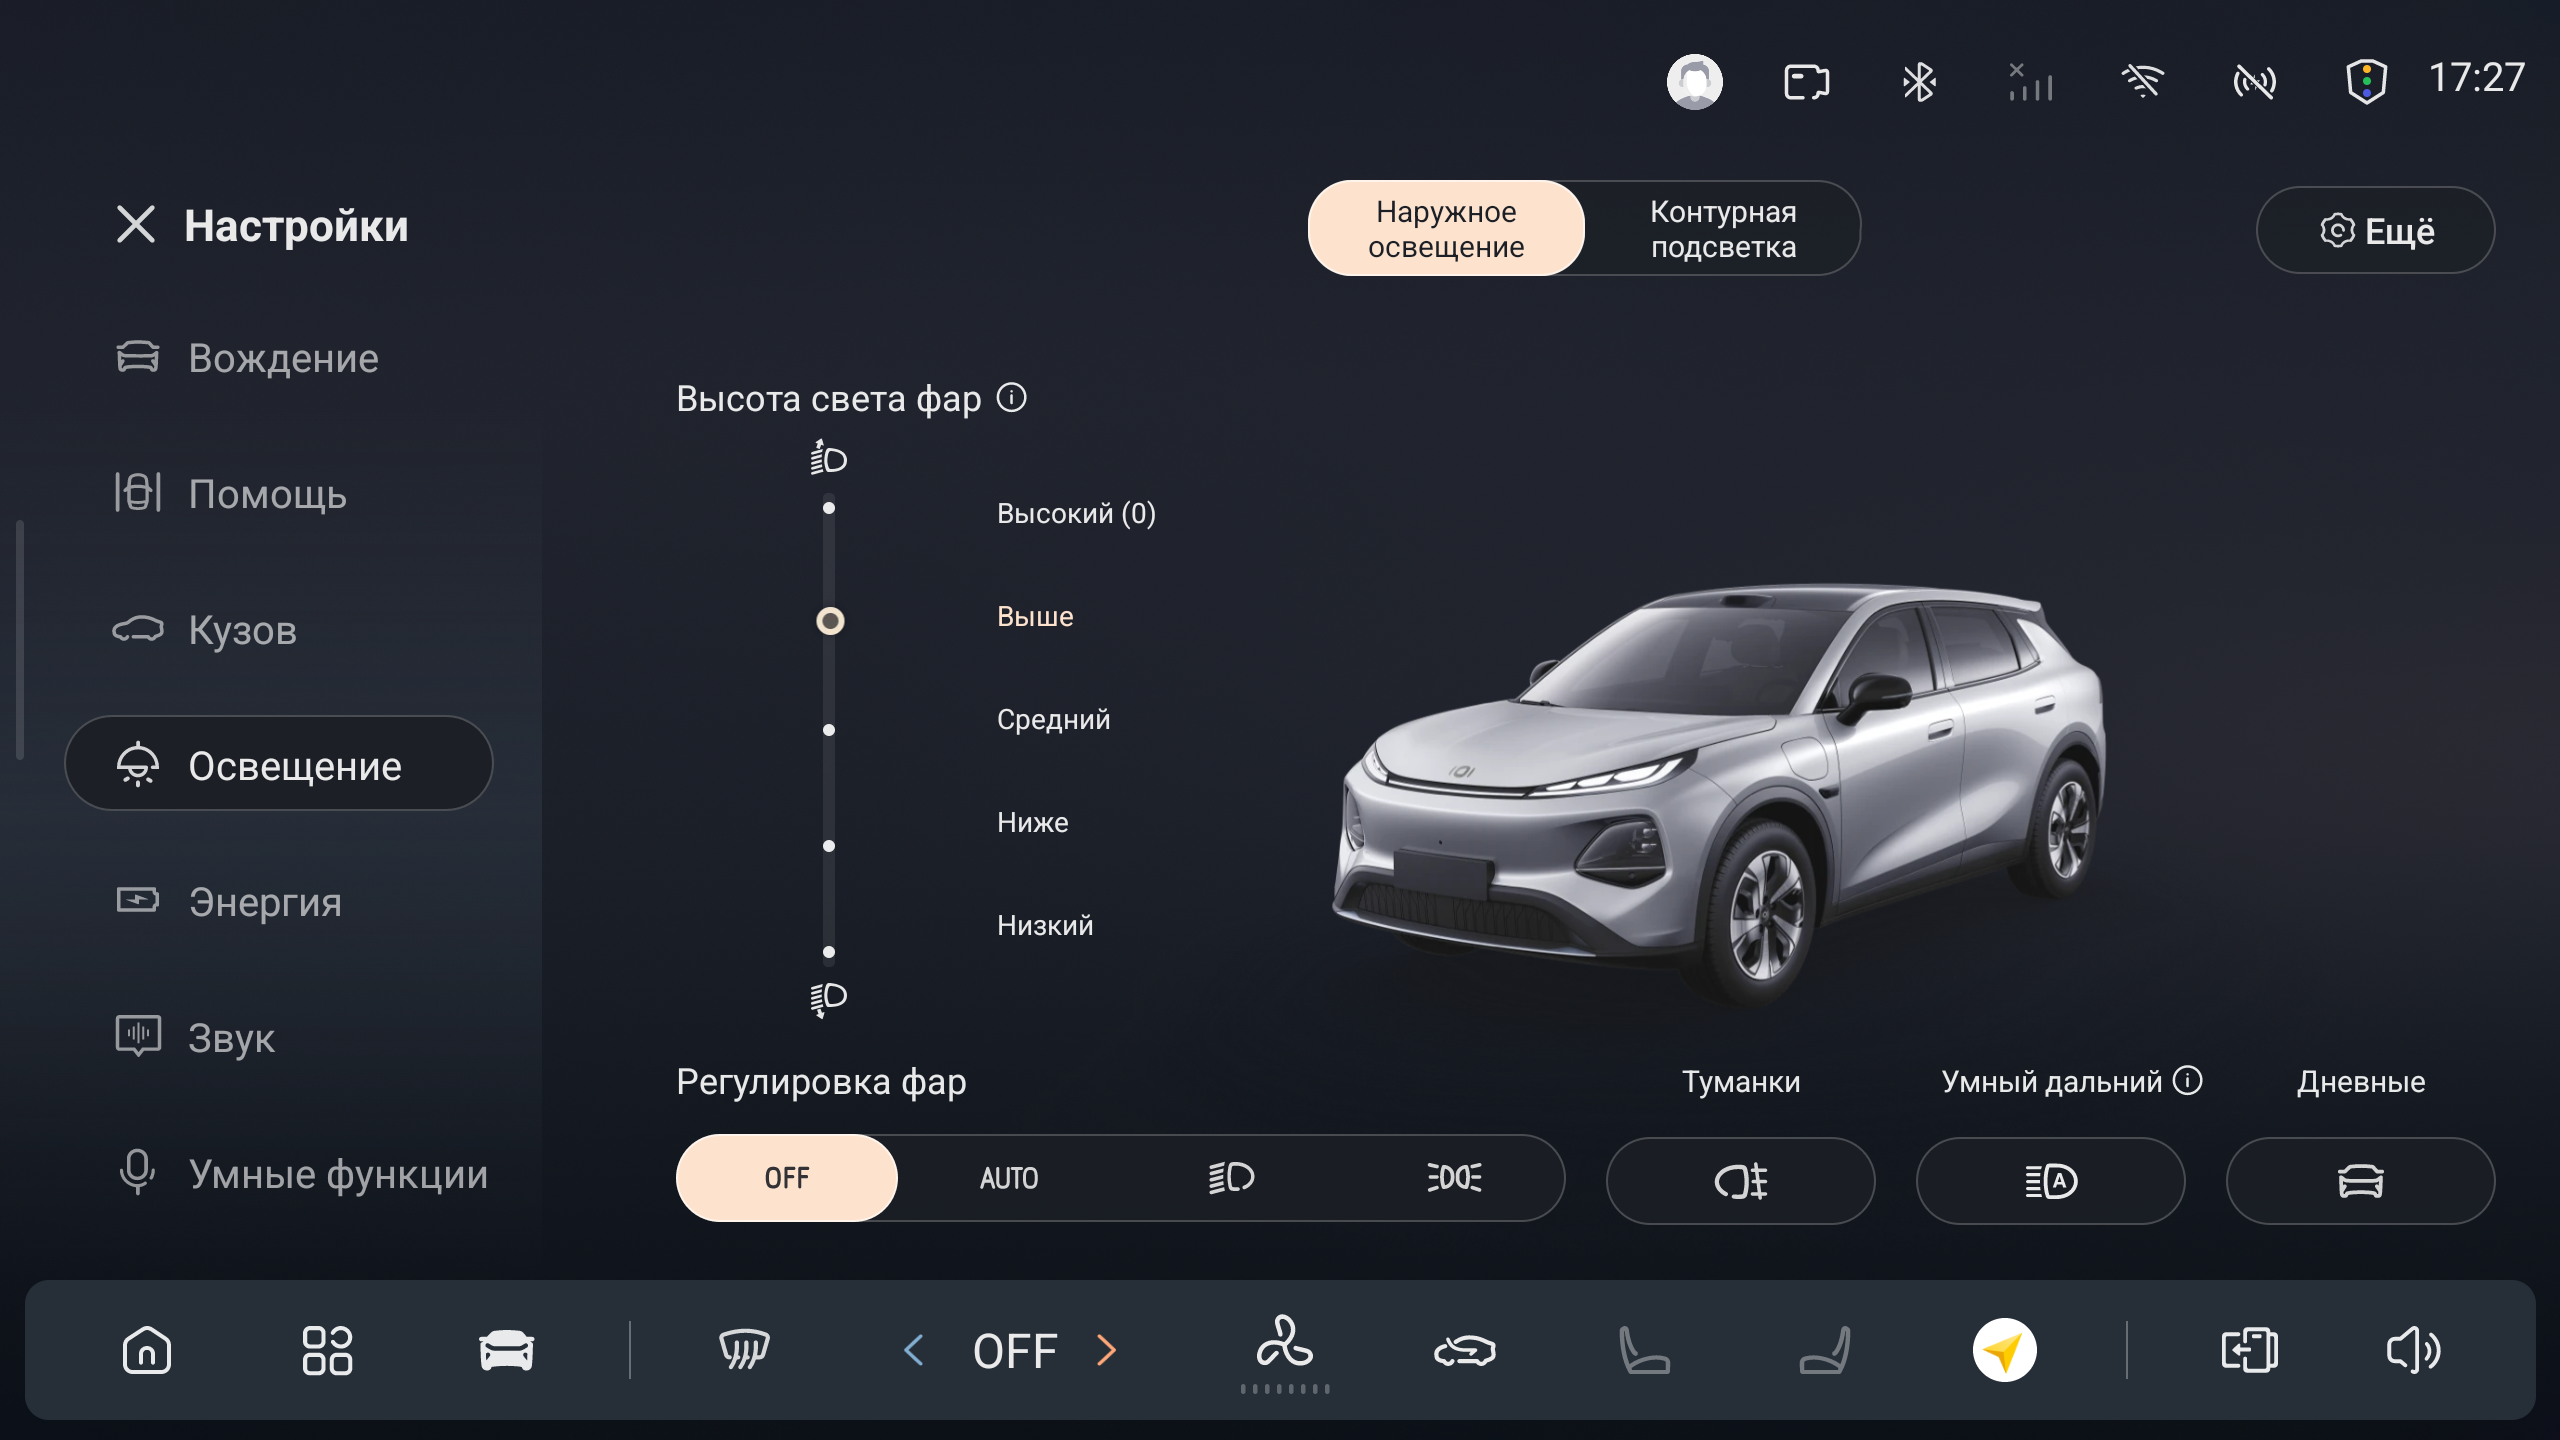 17:27
Настройки
Наружное
освещение
Контурная
подсветка
Ещё
Вождение
Помощь
Кузов
Освещение
Энергия
Звук
Умные функции
Высота света фар
Высокий (0)
Выше
Средний
Ниже
Низкий
Регулировка фар
OFF
AUTO
Туманки
Умный дальний
Дневные
A
OFF